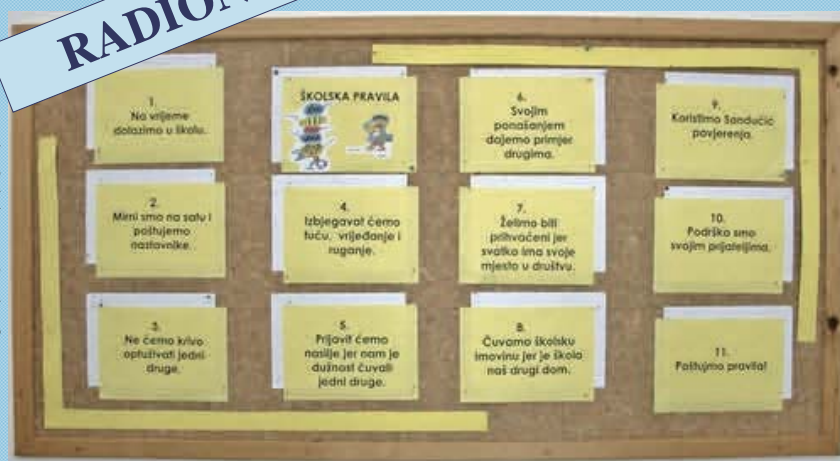 RADION
1.
Na vrijeme
dolazimo u školu.
2.
Mirni smo na satu i
poštujemo
nastavnike.
3.
Ne ćemo krivo
optuživati jedni
druge.
ŠKOLSKA PRAVILA
4.
Izbjegavat ćemo
tuču, vrijeđanje i
ruganje.
5.
Prijavit ćemo
nasilje jer nam je
dužnost čuvati
jedni druge.
6.
Svojim
ponašanjem
dajemo primjer
drugima.
7.
Želimo biti
prihvaćeni jer
svatko ima svoje
mjesto u društvu.
8.
Čuvamo školsku
imovinu jer je škola
naš drugi dom.
9.
Koristimo Sandučić
povjerenja.
10.
Podrška smo
svojim prijateljima.
11.
Poštujmo pravila!